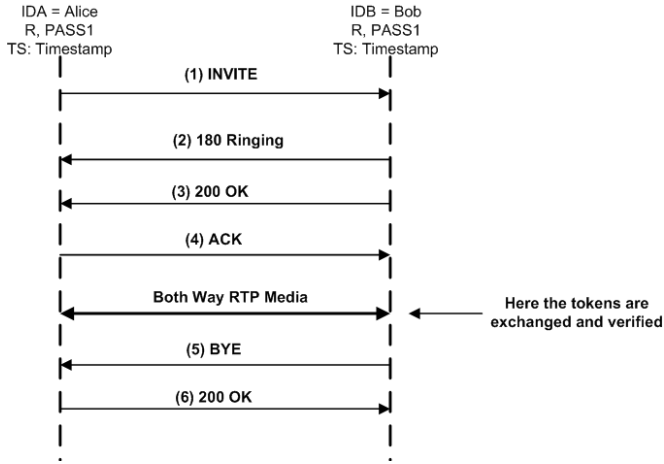 IDA = Alice
R, PASS1
TS: Timestamp
IDB = Bob
R, PASS1
TS: Timestamp
(1) INVITE
(2) 180 Ringing
(3) 200 OK
(4) ACK
Both Way RTP Media
Here the tokens are
exchanged and verified
(5) BYE
(6) 200 OK